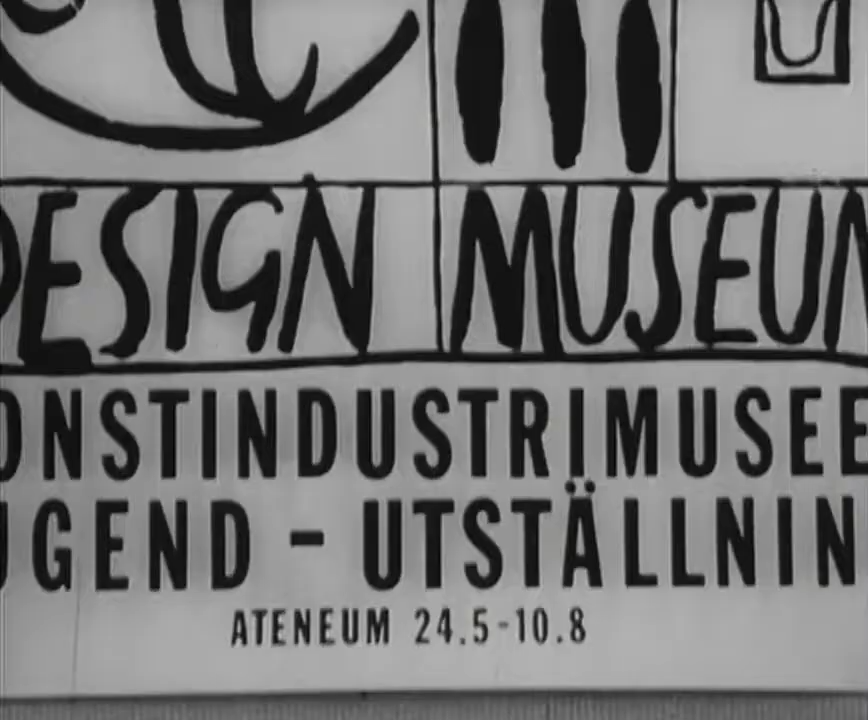 DESIGN MUSEUM
ONSTINDUSTRIMUSEE
UGEND - UTSTÄLLNIN
ATENEUM 24.5-10.8